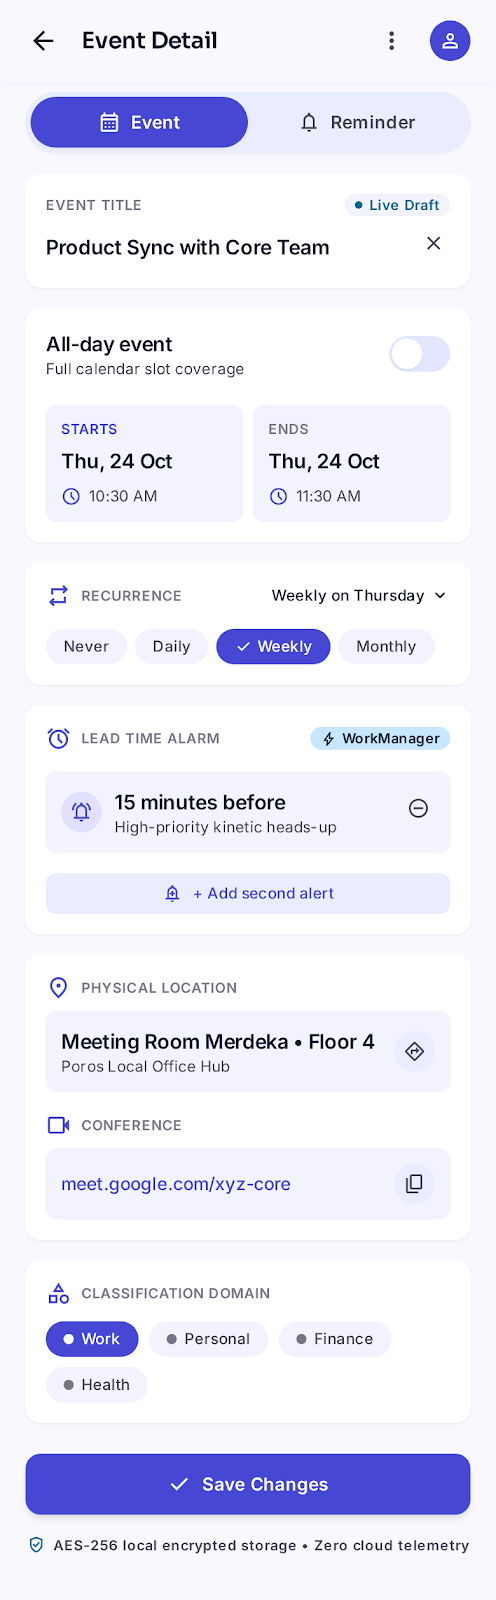 Event Detail
Event
Reminder
EVENT TITLE
Live Draft
Product Sync with Core Team
All-day event
Full calendar slot coverage
STARTS
Thu, 24 Oct
10:30 AM
ENDS
Thu, 24 Oct
11:30 AM
RECURRENCE
Weekly on Thursday
Never
Daily
Weekly
Monthly
LEAD TIME ALARM
WorkManager
15 minutes before
High-priority kinetic heads-up
+ Add second alert
PHYSICAL LOCATION
Meeting Room Merdeka • Floor 4
Poros Local Office Hub
CONFERENCE
meet.google.com/xyz-core
CLASSIFICATION DOMAIN
Work
Personal
Finance
Health
Save Changes
AES-256 local encrypted storage • Zero cloud telemetry